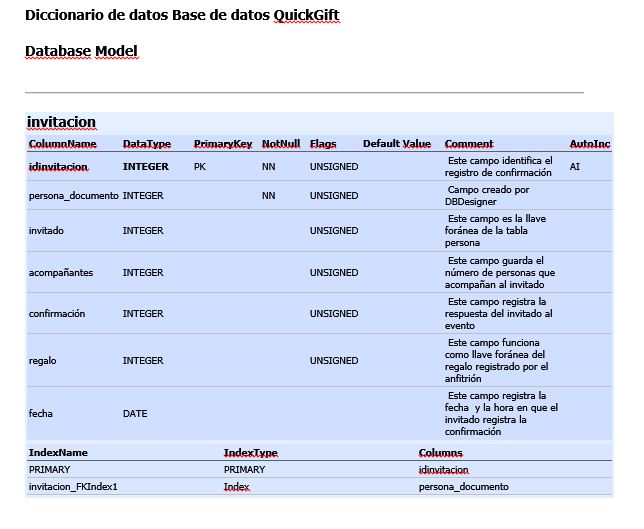 Diccionario de datos Base de datos QuickGift
Database Model
invitacion
ColumnName DataType PrimaryKey NotNull Flags Default Value Comment AutoInc
idinvitacion INTEGER PK NN UNSIGNED Este campo identifica el AI
registro de confirmación
persona_documento INTEGER NN UNSIGNED Campo creado por
DBDesigner
invitado INTEGER UNSIGNED Este campo es la llave
foránea de la tabla
persona
acompañantes INTEGER UNSIGNED Este campo guarda el
número de personas que
acompañan al invitado
confirmación INTEGER UNSIGNED Este campo registra la
respuesta del invitado al
evento
regalo INTEGER UNSIGNED Este campo funciona
como llave foránea del
regalo registrado por el
anfitrión
fecha DATE Este campo registra la
fecha y la hora en que el
invitado registra la
confirmación
IndexName IndexType Columns
PRIMARY PRIMARY idinvitacion
invitacion_FKIndex1 Index persona_documento